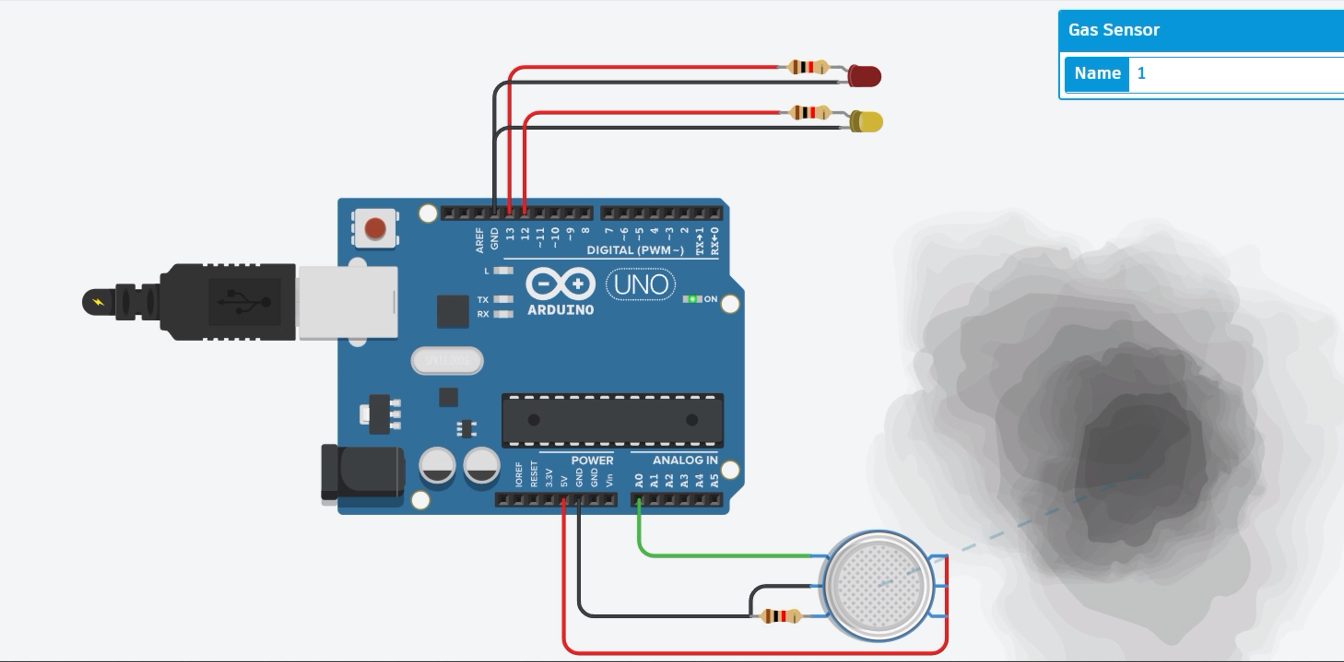 Gas Sensor
Name 1
AREF
GND
13
12
~11
~10
~9
8
7
~6
~5
4
~3
2
TX→1
RX←0
DIGITAL (PWM~)
L
TX
RX
ARDUINO
UNO
ON
POWER
ANALOG IN
IOREF
RESET
3.3V
5V
GND
GND
Vin
A0
A1
A2
A3
A4
A5